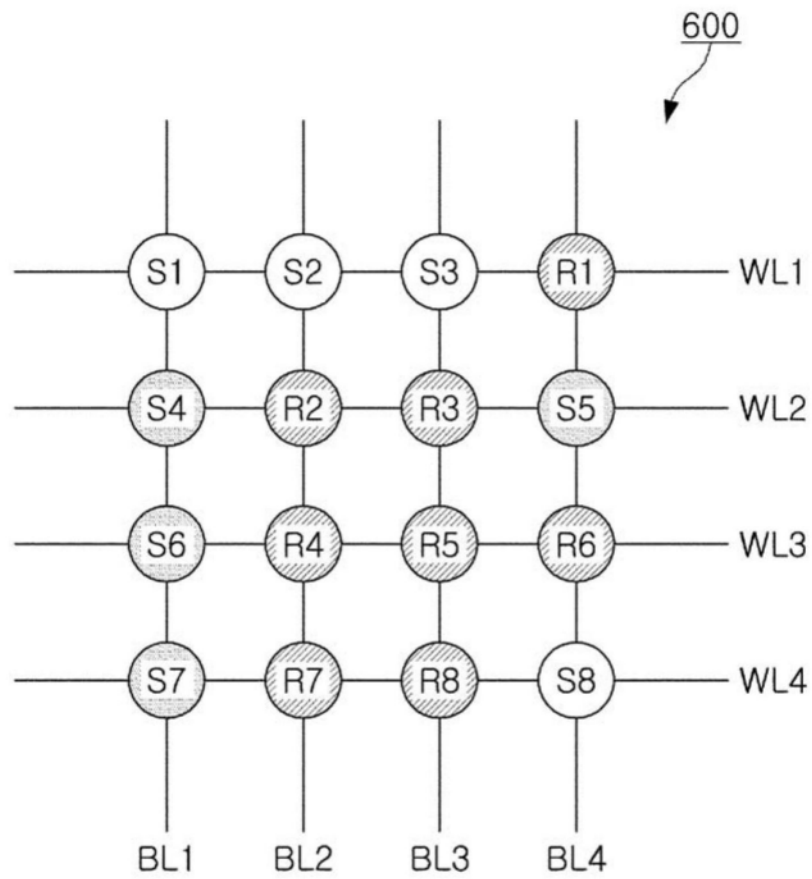 600
S1 S2 S3 R1 WL1
S4 R2 R3 S5 WL2
S6 R4 R5 R6 WL3
S7 R7 R8 S8 WL4
BL1 BL2 BL3 BL4